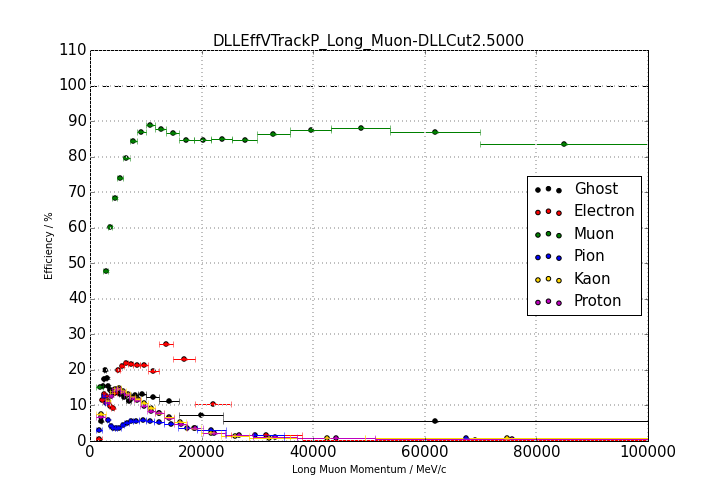 DLLEffVTrackP_Long_Muon-DLLCut2.5000
110
100
90
80
70
60
50
40
30
20
10
0
Efficiency / %
Ghost
Electron
Muon
Pion
Kaon
Proton
0 20000 40000 60000 80000 100000
Long Muon Momentum / MeV/c